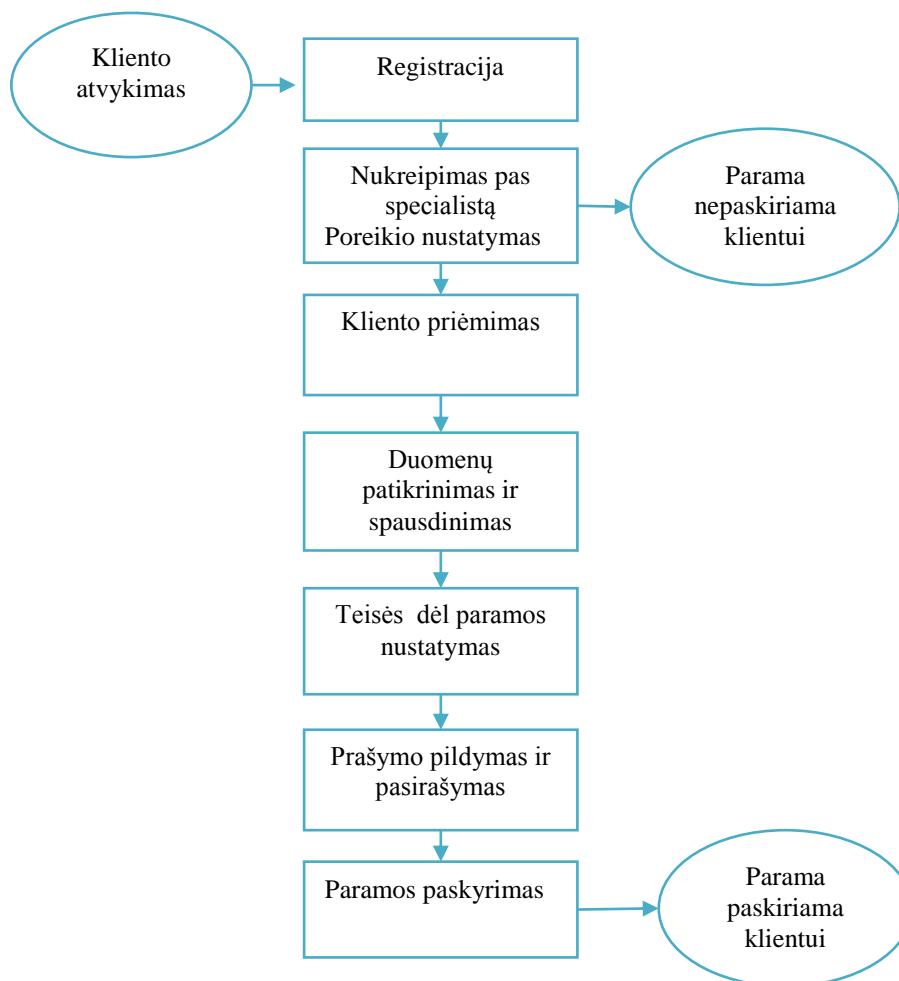 Kliento
atvykimas
Registracija
Nukreipimas pas
specialistą
Poreikio nustatymas
Parama
nepaskiriama
klientui
Kliento priėmimas
Duomenų
patikrinimas ir
spausdinimas
Teisės dėl paramos
nustatymas
Prašymo pildymas ir
pasirašymas
Paramos paskyrimas
Parama
paskiriama
klientui